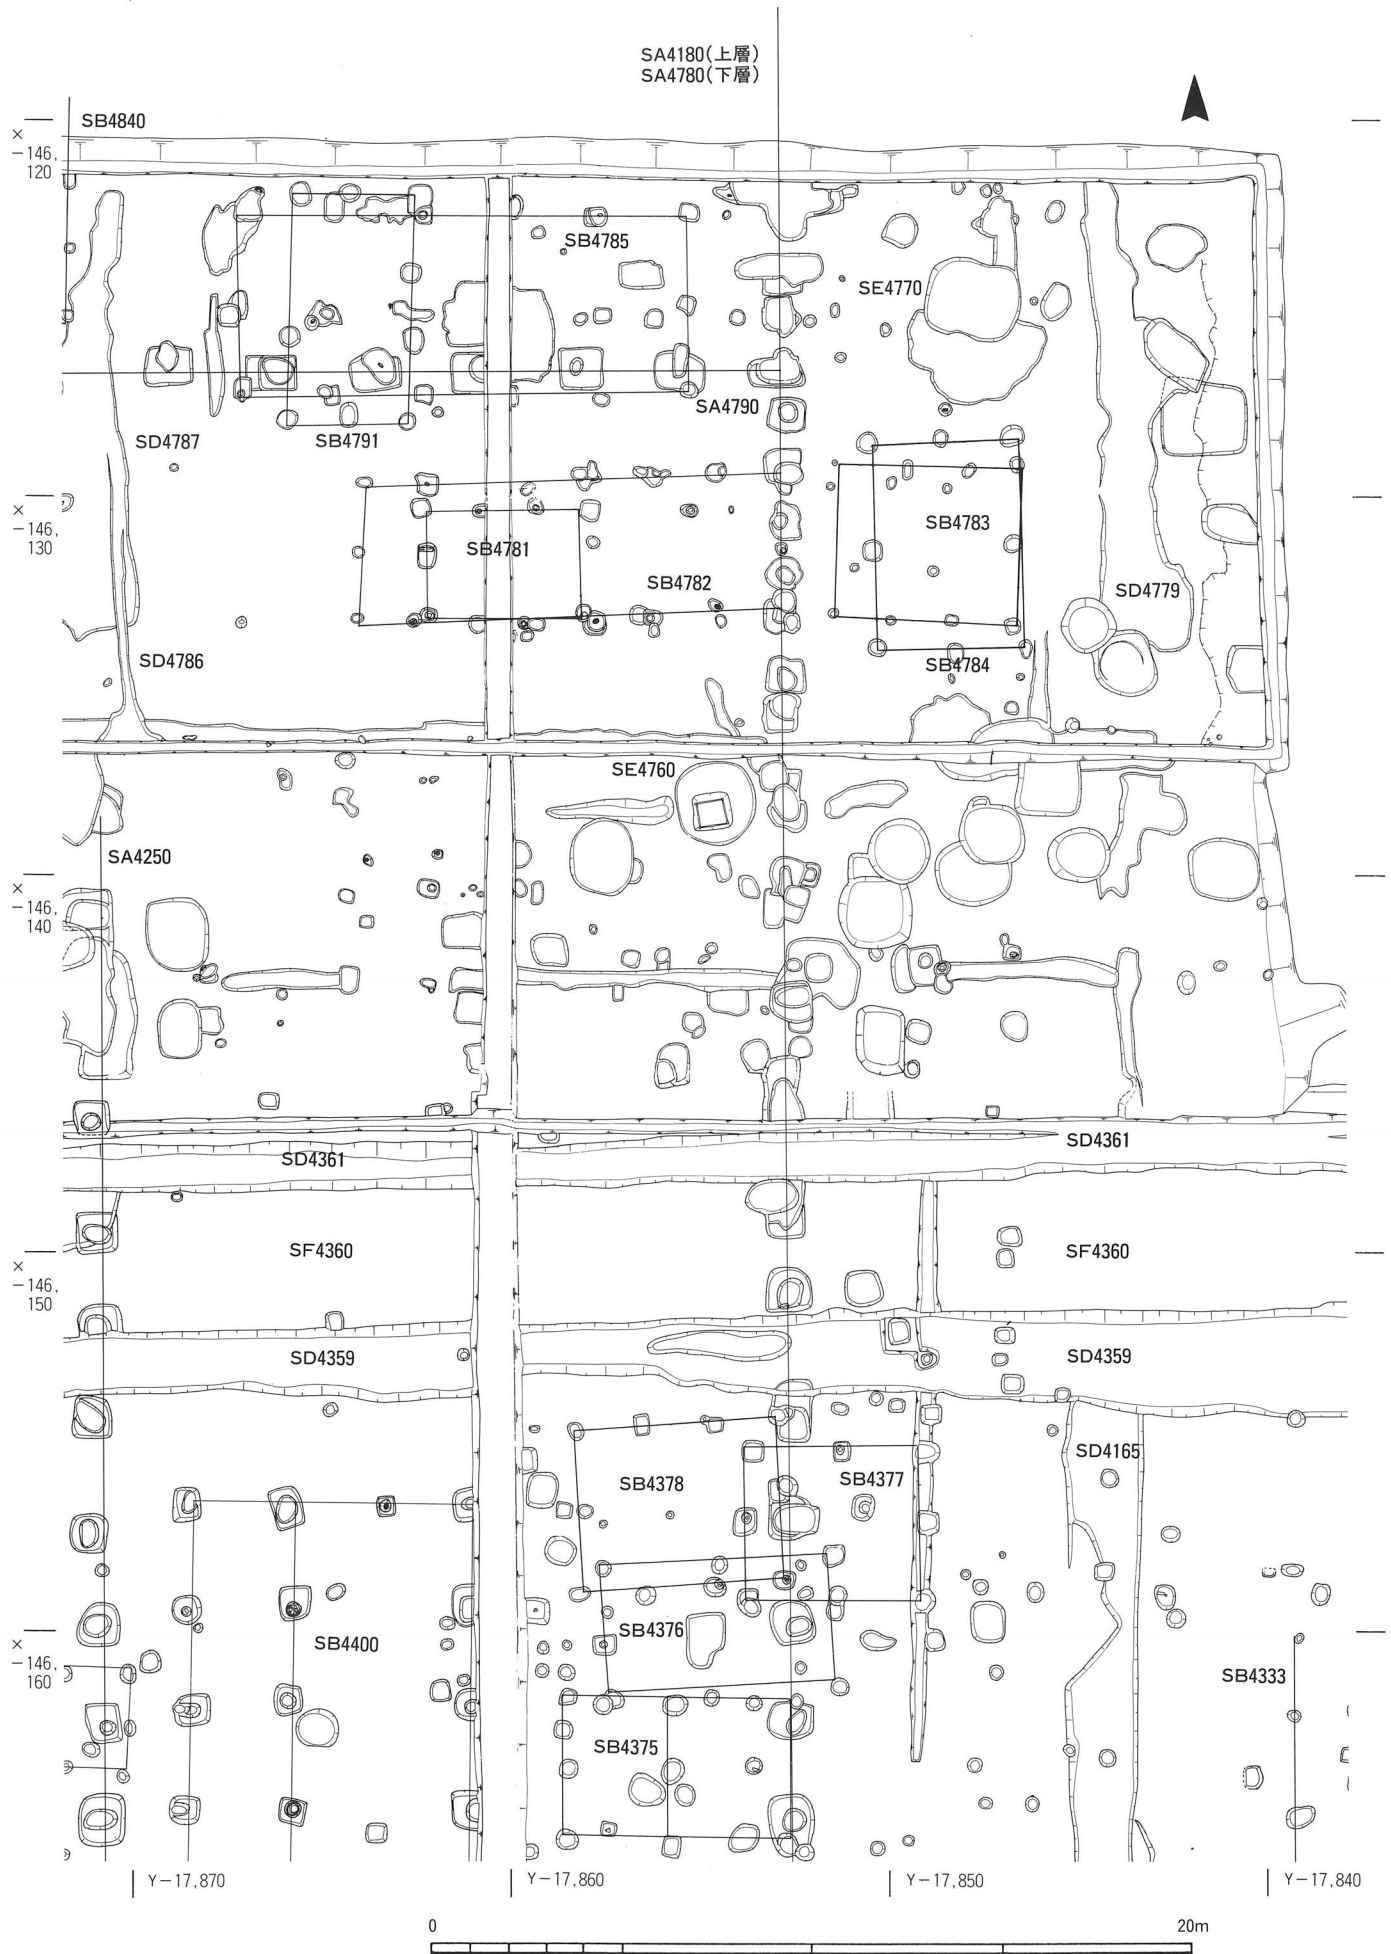 SA4180(上層)
SA4780(下層)
SB4840
×
−146,
120
SB4785
SE4770
SA4790
SD4787
SB4791
×
−146,
130
SB4783
SB4781
SB4782
SD4779
SD4786
SB4784
SE4760
SA4250
×
−146,
140
SD4361
SD4361
SF4360
SF4360
×
−146,
150
SD4359
SD4359
SD4165
SB4378
SB4377
SB4376
SB4400
×
−146,
160
SB4333
SB4375
Y−17,870
Y−17,860
Y−17,850
Y−17,840
0
20m